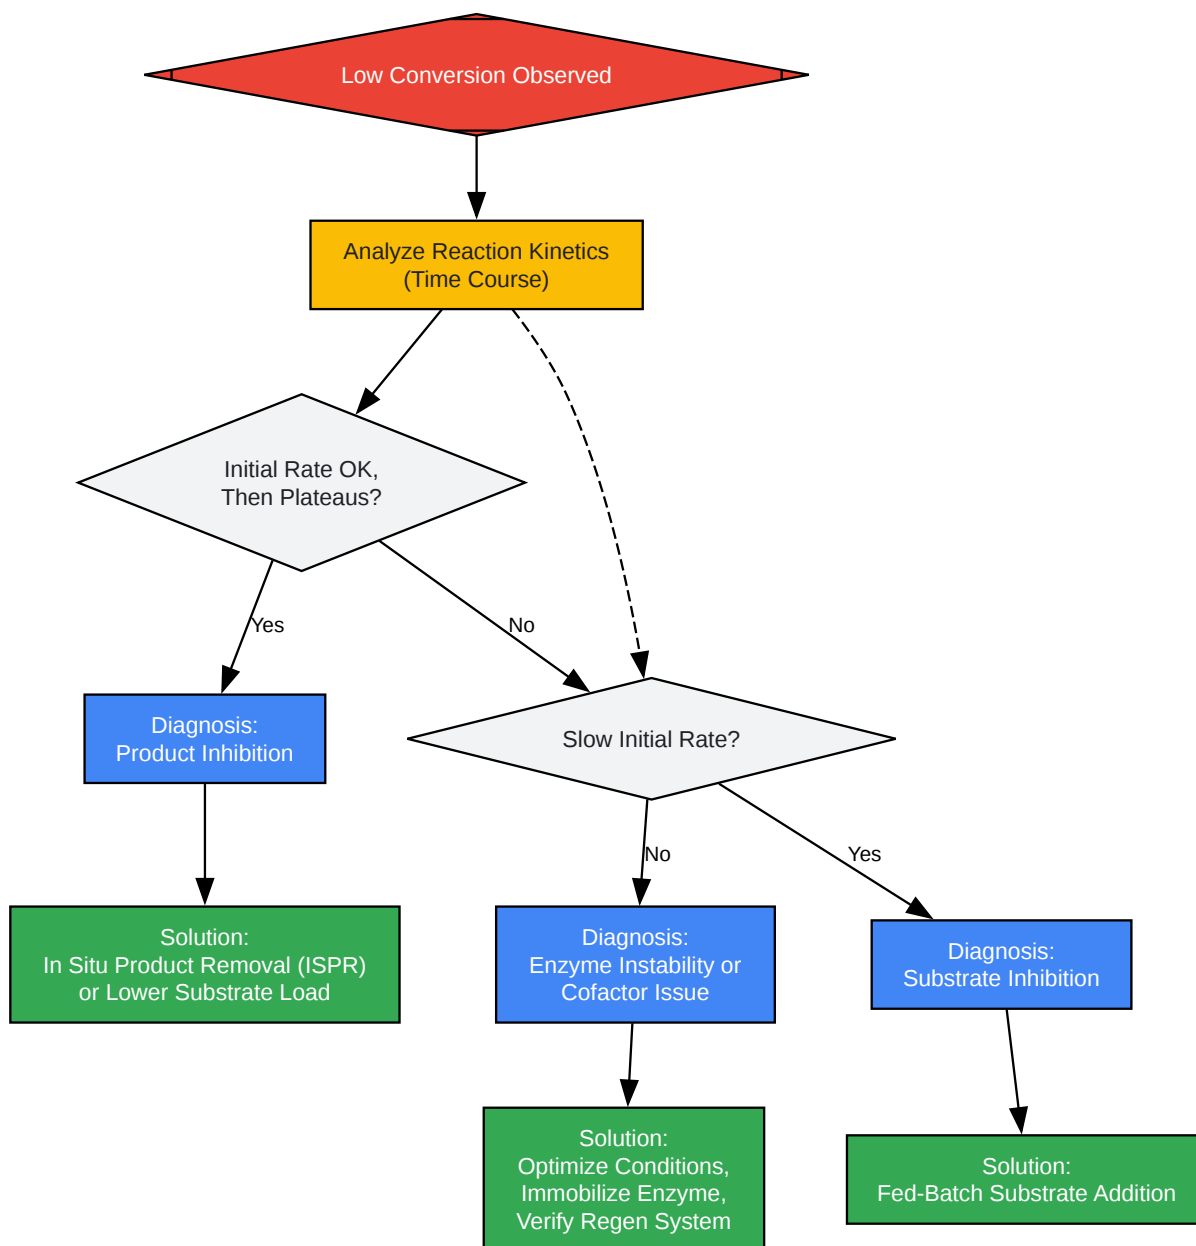 Low Conversion Observed
Analyze Reaction Kinetics
(Time Course)
Initial Rate OK,
Then Plateaus?
Yes
No
Diagnosis:
Product Inhibition
Slow Initial Rate?
No
Yes
Solution:
In Situ Product Removal (ISPR)
or Lower Substrate Load
Diagnosis:
Enzyme Instability or
Cofactor Issue
Diagnosis:
Substrate Inhibition
Solution:
Optimize Conditions,
Immobilize Enzyme,
Verify Regen System
Solution:
Fed-Batch Substrate Addition